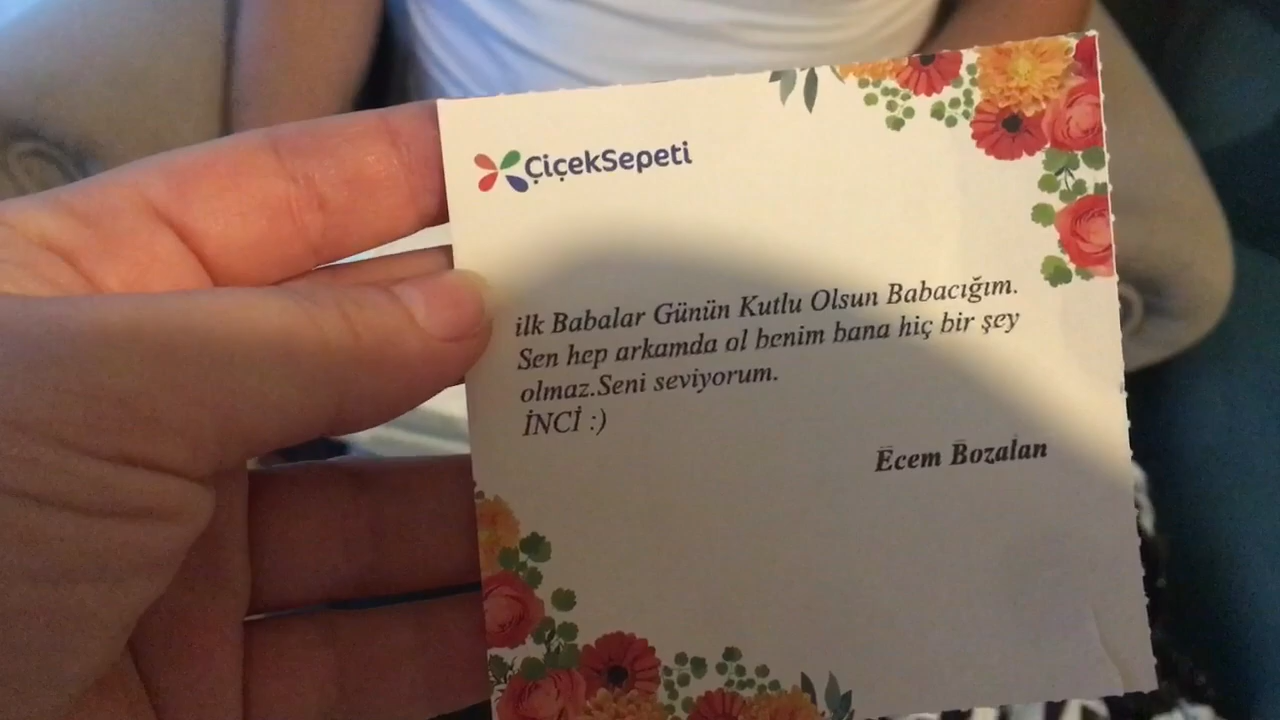 ÇiçekSepeti
ilk Babalar Günün Kutlu Olsun Babacığım.
Sen hep arkamda ol benim bana hiç bir şey
olmaz.Seni seviyorum.
İNCİ :)
Ecem Bozalan